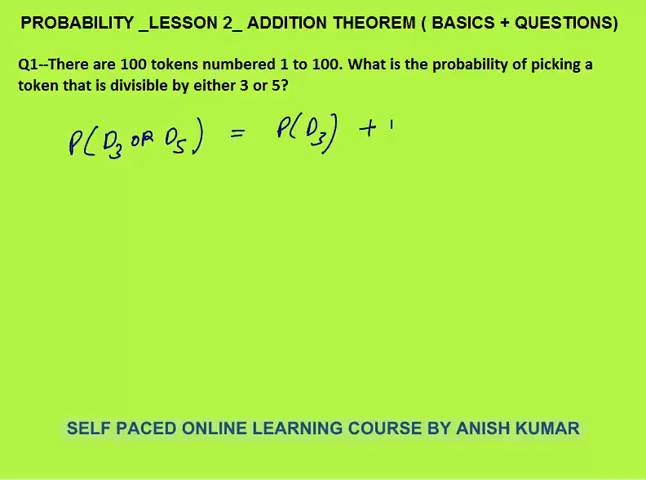 PROBABILITY _LESSON 2_ ADDITION THEOREM ( BASICS + QUESTIONS)
Q1--There are 100 tokens numbered 1 to 100. What is the probability of picking a
token that is divisible by either 3 or 5?
P(D3 OR D5) = P(D3) +
SELF PACED ONLINE LEARNING COURSE BY ANISH KUMAR